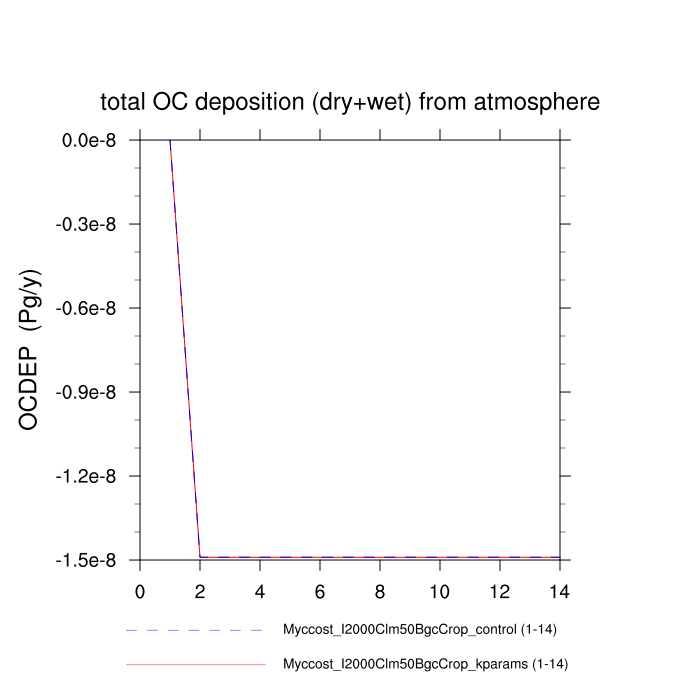 total OC deposition (dry+wet) from atmosphere
OCDEP (Pg/y)
0.0e-8
-0.3e-8
-0.6e-8
-0.9e-8
-1.2e-8
-1.5e-8
0 2 4 6 8 10 12 14
Myccost_I2000Clm50BgcCrop_control (1-14)
Myccost_I2000Clm50BgcCrop_kparams (1-14)